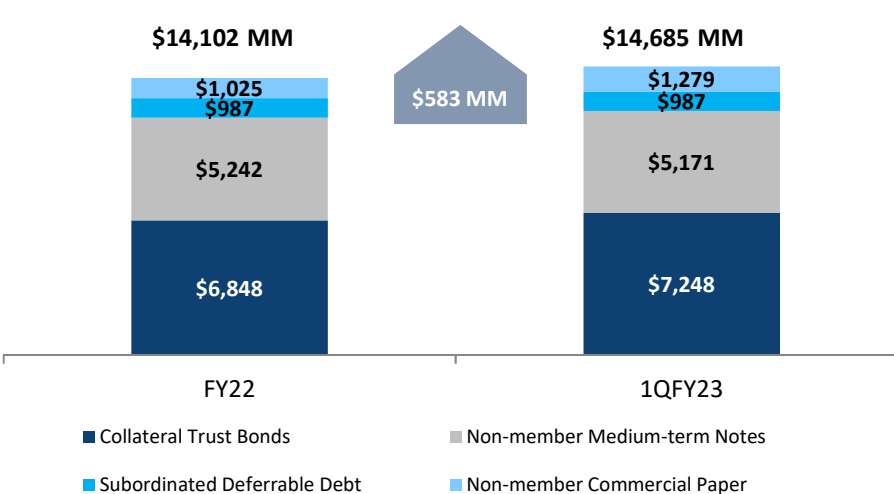 $14,102 MM
$14,685 MM
$583 MM
$1,025
$987
$5,242
$6,848
$1,279
$987
$5,171
$7,248
FY22
1QFY23
Collateral Trust Bonds
Non-member Medium-term Notes
Subordinated Deferrable Debt
Non-member Commercial Paper